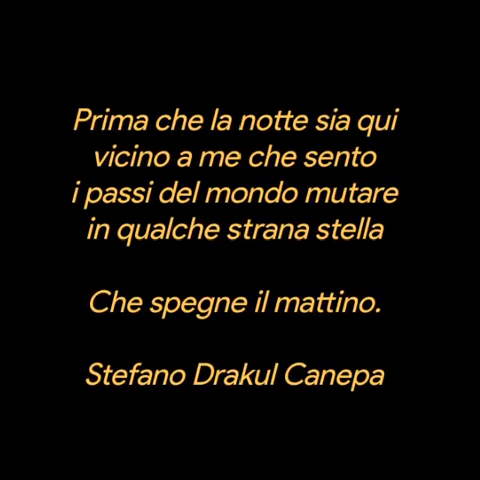 Prima che la notte sia qui
vicino a me che sento
i passi del mondo mutare
in qualche strana stella
Che spegne il mattino.
Stefano Drakul Canepa